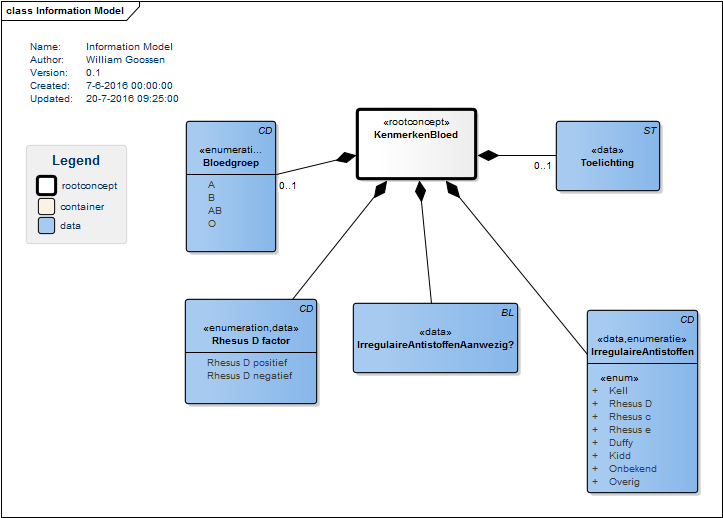 class Information Model
Name: Information Model
Author: William Goossen
Version: 0.1
Created: 7-6-2016 00:00:00
Updated: 20-7-2016 09:25:00
Legend
rootconcept
container
data
CD
«enumerati...
Bloedgroep
A
B
AB
O
0..1
«rootconcept»
KenmerkenBloed
0..1
ST
«data»
Toelichting
CD
«enumeration,data»
Rhesus D factor
Rhesus D positief
Rhesus D negatief
BL
«data»
IrregulaireAntistoffenAanwezig?
CD
«data,enumeratie»
IrregulaireAntistoffen
«enum»
+ Kell
+ Rhesus D
+ Rhesus c
+ Rhesus e
+ Duffy
+ Kidd
+ Onbekend
+ Overig